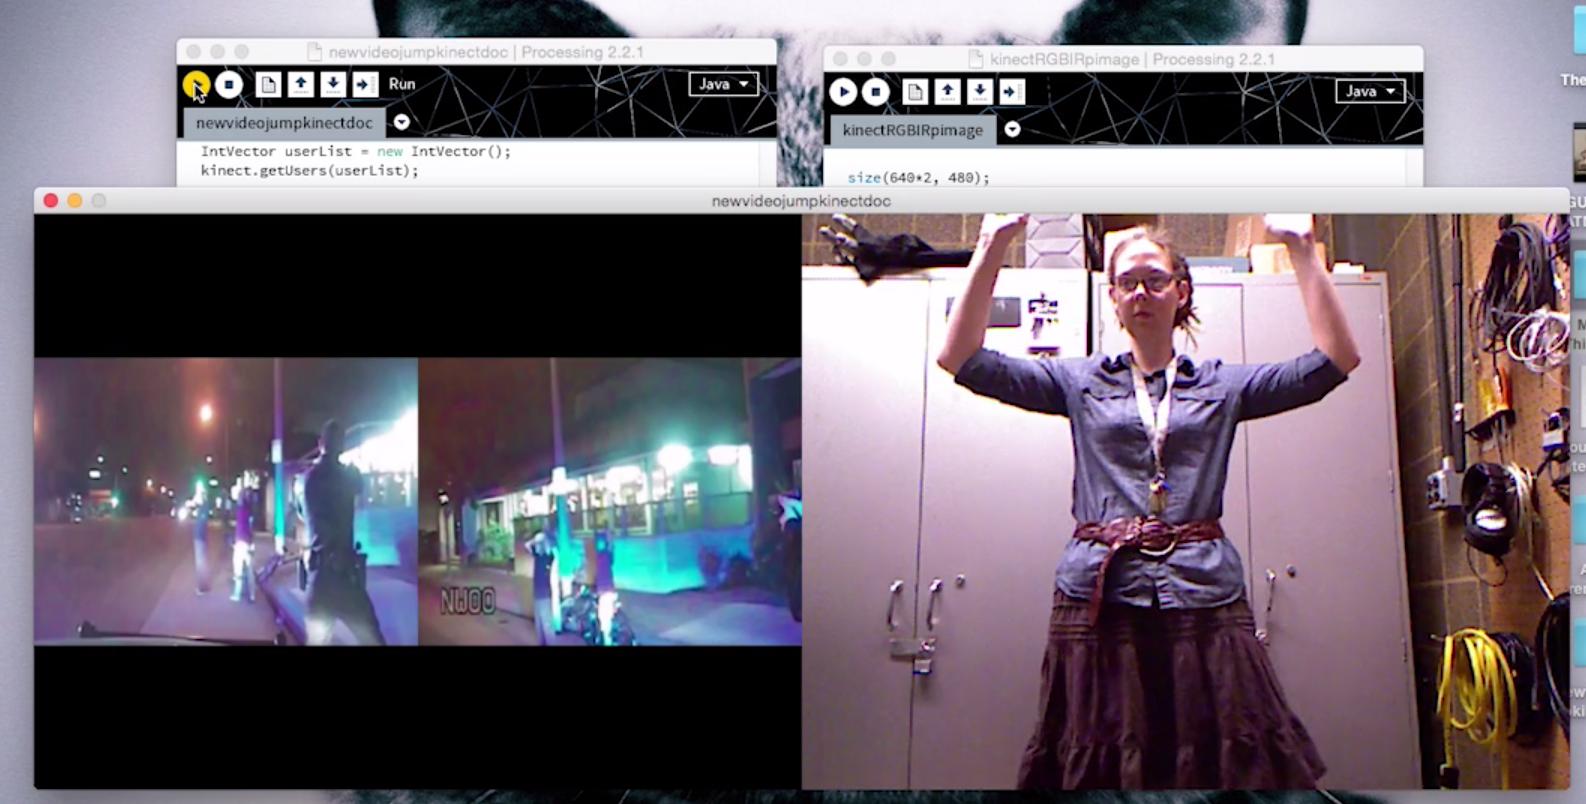 newvideojumpkinectdoc | Processing 2.2.1
Run
Java
newvideojumpkinectdoc
IntVector userList = new IntVector();
kinect.getUsers(userList);
kinectRGBIRpimage | Processing 2.2.1
Java
kinectRGBIRpimage
size(640*2, 480);
The
newvideojumpkinectdoc
NW00